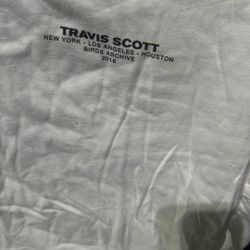 TRAVIS SCOTT
NEW YORK - LOS ANGELES - HOUSTON
BIRDS ARCHIVE
2016